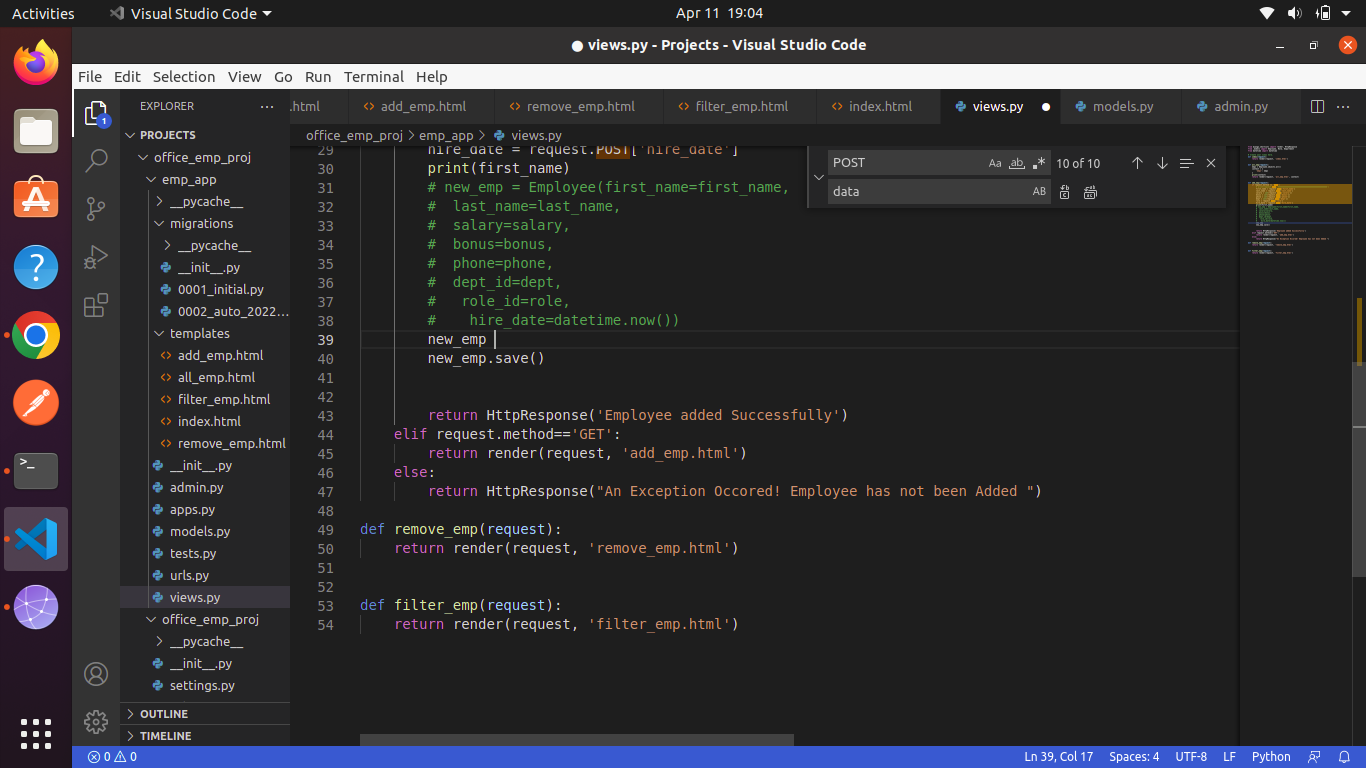 Activities
Visual Studio Code
Apr 11 19:04
● views.py - Projects - Visual Studio Code
File Edit Selection View Go Run Terminal Help
EXPLORER ...
.html
add_emp.html
remove_emp.html
filter_emp.html
index.html
views.py
models.py
admin.py
office_emp_proj > emp_app > views.py
PROJECTS
office_emp_proj
emp_app
__pycache__
migrations
__pycache__
__init__.py
0001_initial.py
0002_auto_2022...
templates
add_emp.html
all_emp.html
filter_emp.html
index.html
remove_emp.html
__init__.py
admin.py
apps.py
models.py
tests.py
urls.py
views.py
office_emp_proj
__pycache__
__init__.py
settings.py
OUTLINE
TIMELINE
1
POST Aa ab .* 10 of 10
data AB
29 hire_date = request.POST['hire_date']
30 print(first_name)
31 # new_emp = Employee(first_name=first_name,
32 #  last_name=last_name,
33 #  salary=salary,
34 #  bonus=bonus,
35 #  phone=phone,
36 #  dept_id=dept,
37 #   role_id=role,
38 #    hire_date=datetime.now())
39 new_emp
40 new_emp.save()
41
42
43 return HttpResponse('Employee added Successfully')
44 elif request.method=='GET':
45 return render(request, 'add_emp.html')
46 else:
47 return HttpResponse("An Exception Occored! Employee has not been Added ")
48
49 def remove_emp(request):
50 return render(request, 'remove_emp.html')
51
52
53 def filter_emp(request):
54 return render(request, 'filter_emp.html')
0 0
Ln 39, Col 17 Spaces: 4 UTF-8 LF Python